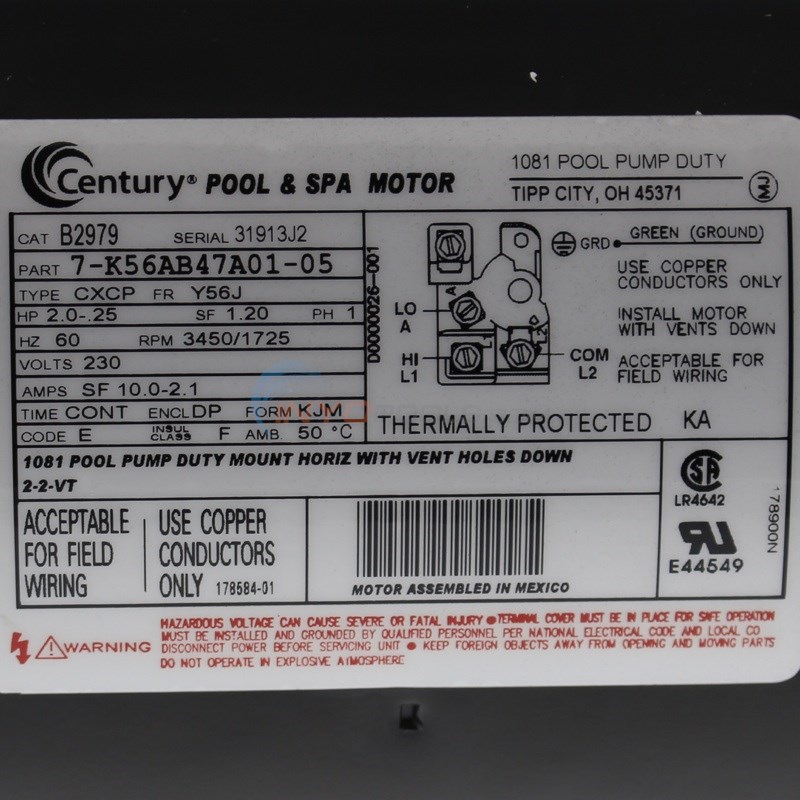 Century® POOL & SPA MOTOR
1081 POOL PUMP DUTY
TIPP CITY, OH 45371
CAT B2979 SERIAL 31913J2
PART 7-K56AB47A01-05
TYPE CXCP FR Y56J
HP 2.0-.25 SF 1.20 PH 1
HZ 60 RPM 3450/1725
VOLTS 230
AMPS SF 10.0-2.1
TIME CONT ENCL DP FORM KJM
CODE E INSUL CLASS F AMB. 50 °C
D0000026-001
A
LO
A
HI
L1
L2
COM
L2
GRD GREEN (GROUND)
USE COPPER
CONDUCTORS ONLY
INSTALL MOTOR
WITH VENTS DOWN
ACCEPTABLE FOR
FIELD WIRING
THERMALLY PROTECTED KA
1081 POOL PUMP DUTY MOUNT HORIZ WITH VENT HOLES DOWN
2-2-VT
ACCEPTABLE
FOR FIELD
WIRING
USE COPPER
CONDUCTORS
ONLY 178584-01
MOTOR ASSEMBLED IN MEXICO
SA
LR4642
E44549
178900N
WARNING
HAZARDOUS VOLTAGE CAN CAUSE SEVERE OR FATAL INJURY ● TERMINAL COVER MUST BE IN PLACE FOR SAFE OPERATION
MUST BE INSTALLED AND GROUNDED BY QUALIFIED PERSONNEL PER NATIONAL ELECTRICAL CODE AND LOCAL CO
DISCONNECT POWER BEFORE SERVICING UNIT ● KEEP FOREIGN OBJECTS AWAY FROM OPENING AND MOVING PARTS
DO NOT OPERATE IN EXPLOSIVE ATMOSPHERE